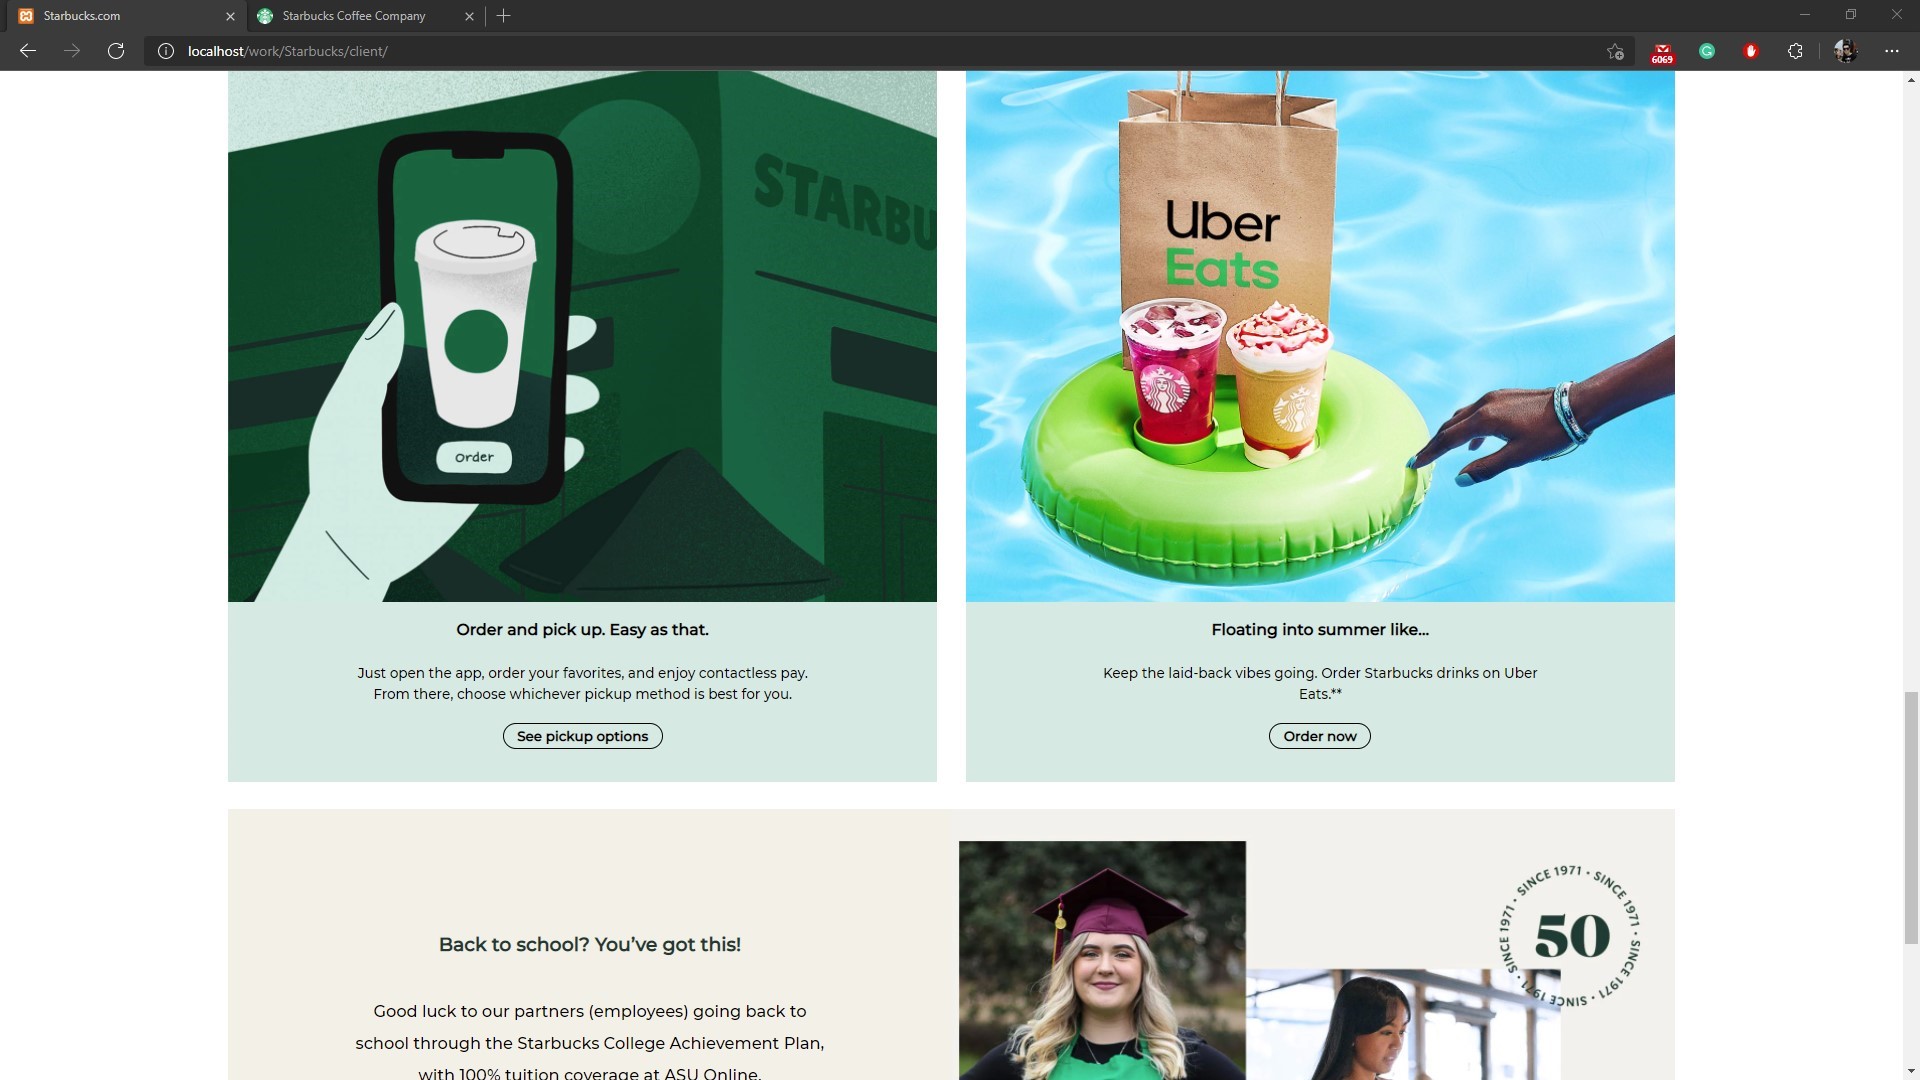 Starbucks.com
Starbucks Coffee Company
localhost/work/Starbucks/client/
6069
STARBU
Order
Uber
Eats
Order and pick up. Easy as that.
Just open the app, order your favorites, and enjoy contactless pay.
From there, choose whichever pickup method is best for you.
See pickup options
Floating into summer like...
Keep the laid-back vibes going. Order Starbucks drinks on Uber
Eats.**
Order now
Back to school? You’ve got this!
Good luck to our partners (employees) going back to
school through the Starbucks College Achievement Plan,
with 100% tuition coverage at ASU Online.
SINCE 1971 • SINCE 1971 • SINCE 1971 • SINCE 1971 • SINCE 1971 •
50